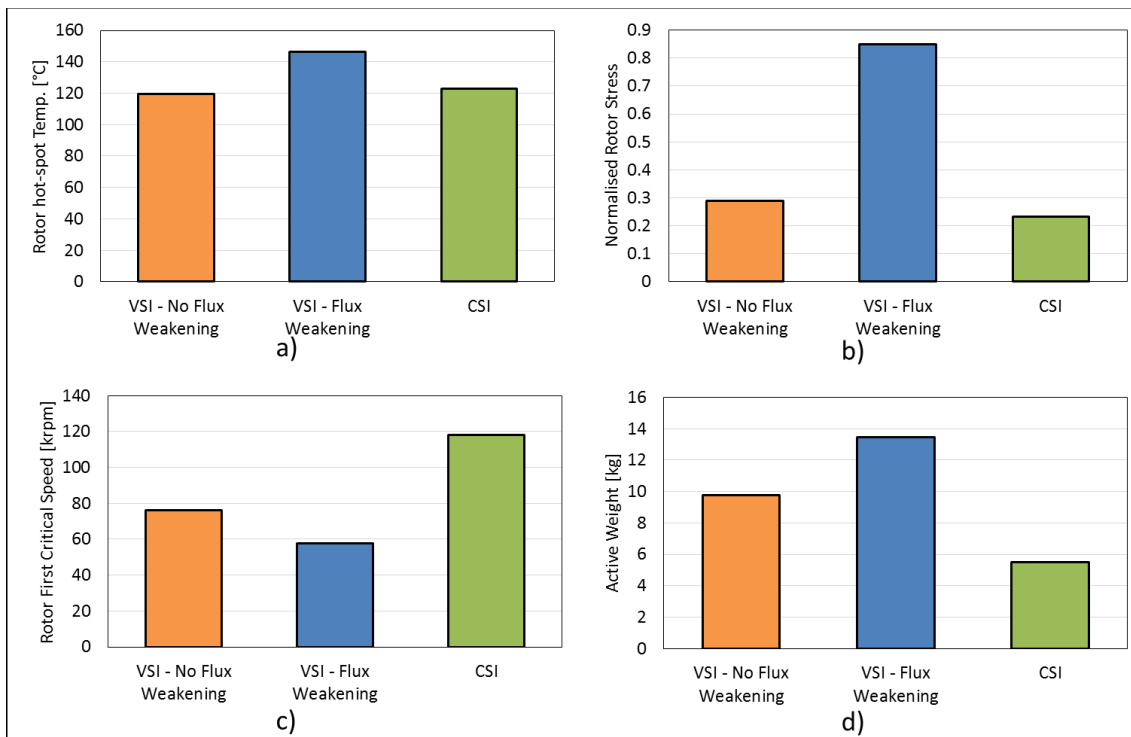 Rotor hot-spot Temp. [°C]
160
140
120
100
80
60
40
20
0
VSI - No Flux
Weakening
VSI - Flux
Weakening
CSI
a)
Normalised Rotor Stress
0.9
0.8
0.7
0.6
0.5
0.4
0.3
0.2
0.1
0
VSI - No Flux
Weakening
VSI - Flux
Weakening
CSI
b)
Rotor First Critical Speed [krpm]
140
120
100
80
60
40
20
0
VSI - No Flux
Weakening
VSI - Flux
Weakening
CSI
c)
Active Weight [kg]
16
14
12
10
8
6
4
2
0
VSI - No Flux
Weakening
VSI - Flux
Weakening
CSI
d)